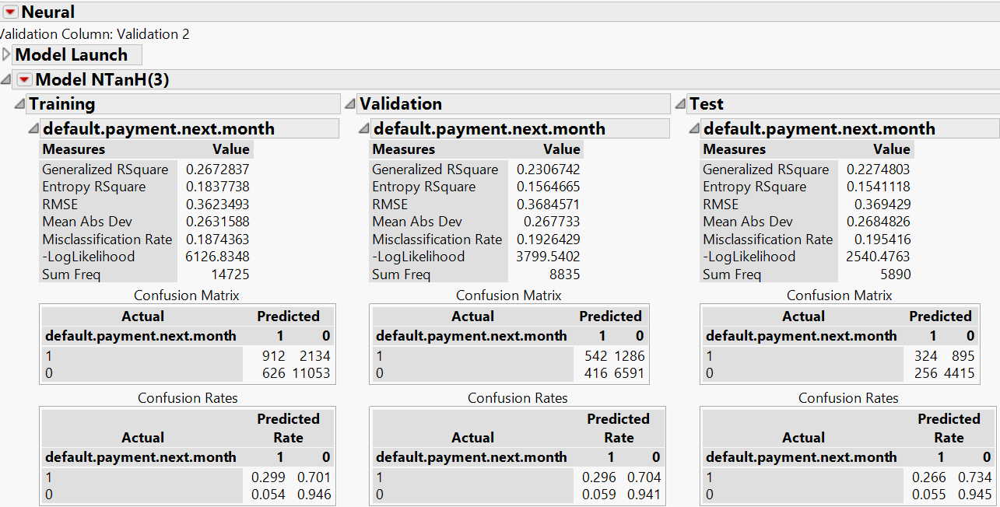 Neural
Validation Column: Validation 2
Model Launch
Model NTanH(3)
Training
default.payment.next.month
Measures Value
Generalized RSquare 0.2672837
Entropy RSquare 0.1837738
RMSE 0.3623493
Mean Abs Dev 0.2631588
Misclassification Rate 0.1874363
-LogLikelihood 6126.8348
Sum Freq 14725
Confusion Matrix
Actual Predicted
default.payment.next.month 1 0
1 912 2134
0 626 11053
Confusion Rates
Predicted
Actual Rate
default.payment.next.month 1 0
1 0.299 0.701
0 0.054 0.946
Validation
default.payment.next.month
Measures Value
Generalized RSquare 0.2306742
Entropy RSquare 0.1564665
RMSE 0.3684571
Mean Abs Dev 0.267733
Misclassification Rate 0.1926429
-LogLikelihood 3799.5402
Sum Freq 8835
Confusion Matrix
Actual Predicted
default.payment.next.month 1 0
1 542 1286
0 416 6591
Confusion Rates
Predicted
Actual Rate
default.payment.next.month 1 0
1 0.296 0.704
0 0.059 0.941
Test
default.payment.next.month
Measures Value
Generalized RSquare 0.2274803
Entropy RSquare 0.1541118
RMSE 0.369429
Mean Abs Dev 0.2684826
Misclassification Rate 0.195416
-LogLikelihood 2540.4763
Sum Freq 5890
Confusion Matrix
Actual Predicted
default.payment.next.month 1 0
1 324 895
0 256 4415
Confusion Rates
Predicted
Actual Rate
default.payment.next.month 1 0
1 0.266 0.734
0 0.055 0.945